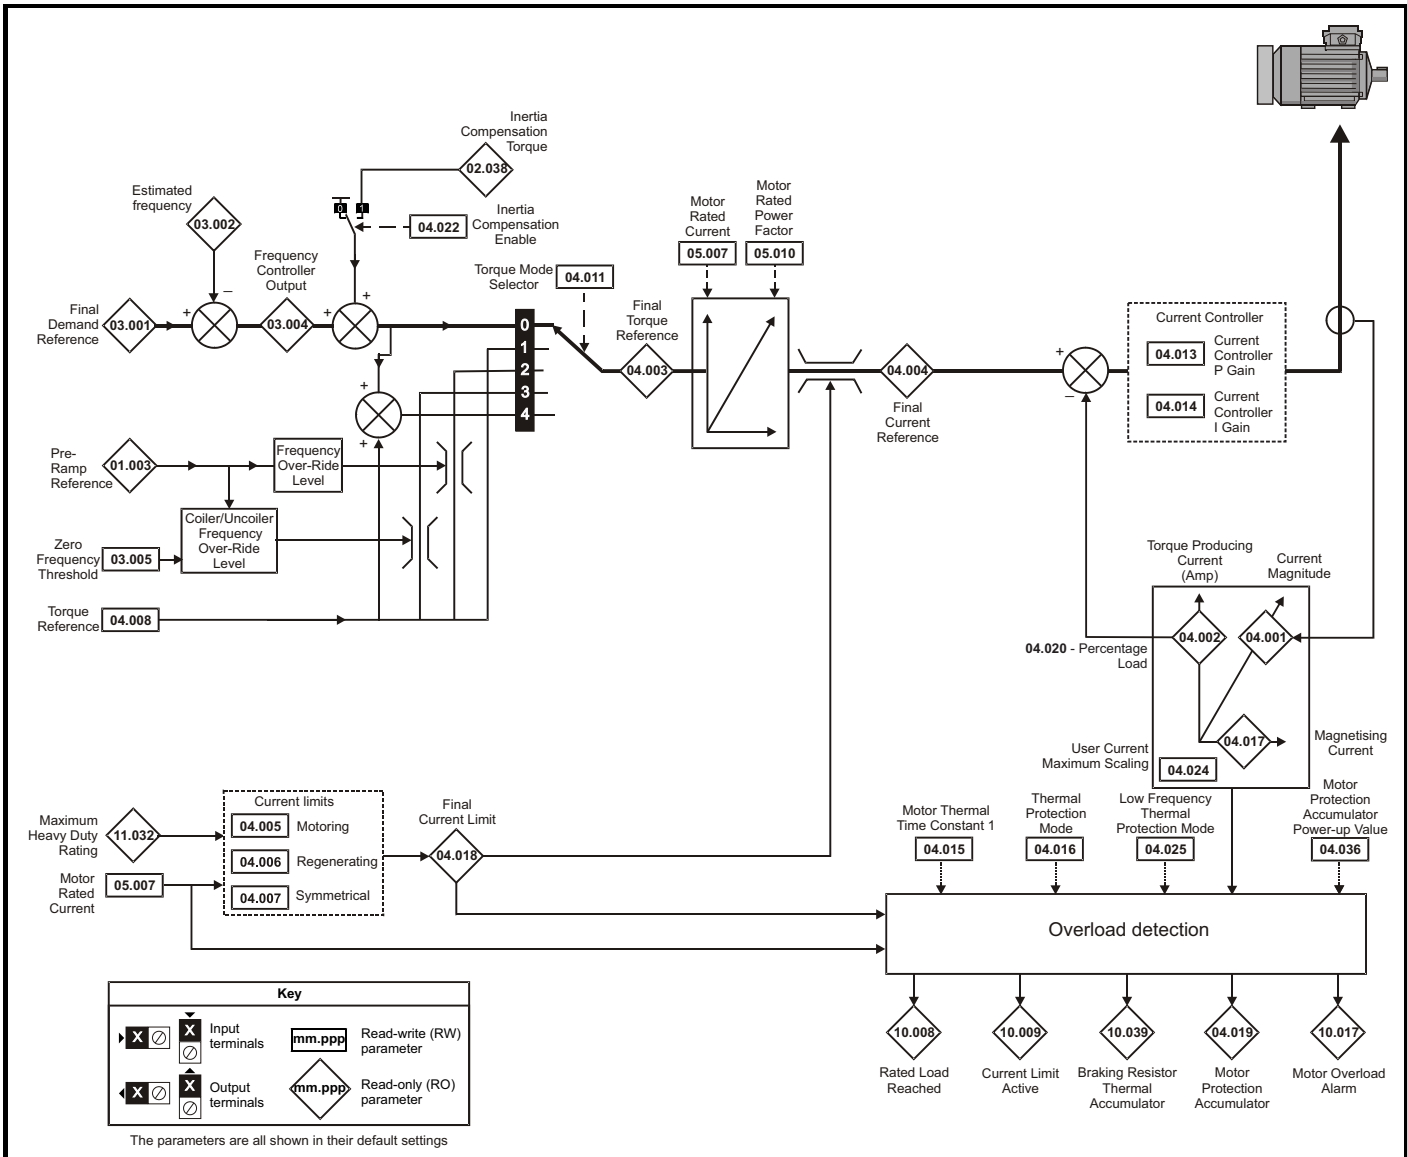 Inertia
Compensation
Torque
02.038
Estimated
frequency
03.002
0
1
04.022
Inertia
Compensation
Enable
Motor
Rated
Current
05.007
Motor
Rated
Power
Factor
05.010
Frequency
Controller
Output
Torque Mode
Selector
04.011
Final
Demand
Reference
03.001
+
–
03.004
+
+
0
1
2
3
4
Final
Torque
Reference
04.003
04.004
Final
Current
Reference
+
–
Current Controller
04.013
Current
Controller
P Gain
04.014
Current
Controller
I Gain
+
+
Pre-
Ramp
Reference
01.003
Frequency
Over-Ride
Level
Coiler/Uncoiler
Frequency
Over-Ride
Level
Zero
Frequency
Threshold
03.005
Torque
Reference
04.008
Torque Producing
Current
(Amp)
Current
Magnitude
04.002
04.001
04.020 - Percentage
Load
04.017
Magnetising
Current
User Current
Maximum Scaling
04.024
Maximum
Heavy Duty
Rating
11.032
Motor
Rated
Current
05.007
Current limits
04.005 Motoring
04.006 Regenerating
04.007 Symmetrical
Final
Current Limit
04.018
Motor Thermal
Time Constant 1
04.015
Thermal
Protection
Mode
04.016
Low Frequency
Thermal
Protection Mode
04.025
Motor
Protection
Accumulator
Power-up Value
04.036
Overload detection
10.008
Rated Load
Reached
10.009
Current Limit
Active
10.039
Braking Resistor
Thermal
Accumulator
04.019
Motor
Protection
Accumulator
10.017
Motor Overload
Alarm
Key
X
X
Input
terminals
mm.ppp
Read-write (RW)
parameter
X
X
Output
terminals
mm.ppp
Read-only (RO)
parameter
The parameters are all shown in their default settings